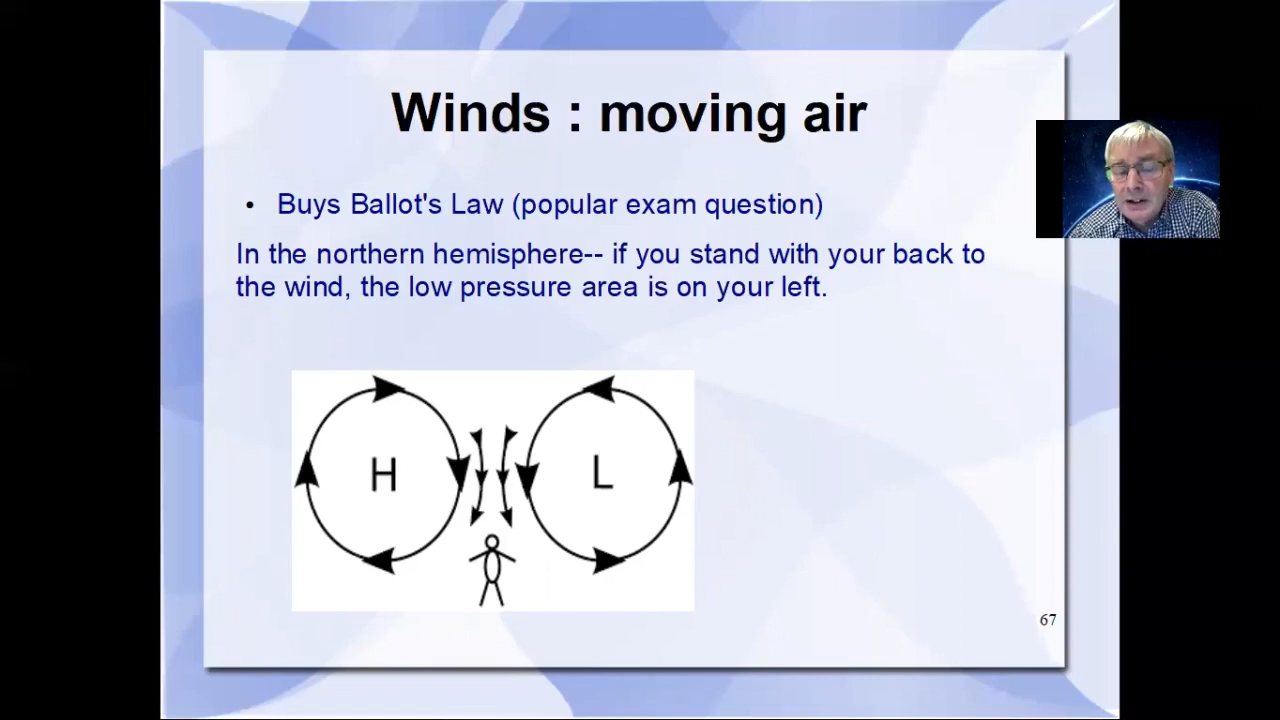 Winds : moving air
• Buys Ballot's Law (popular exam question)
In the northern hemisphere-- if you stand with your back to
the wind, the low pressure area is on your left.
H
L
67